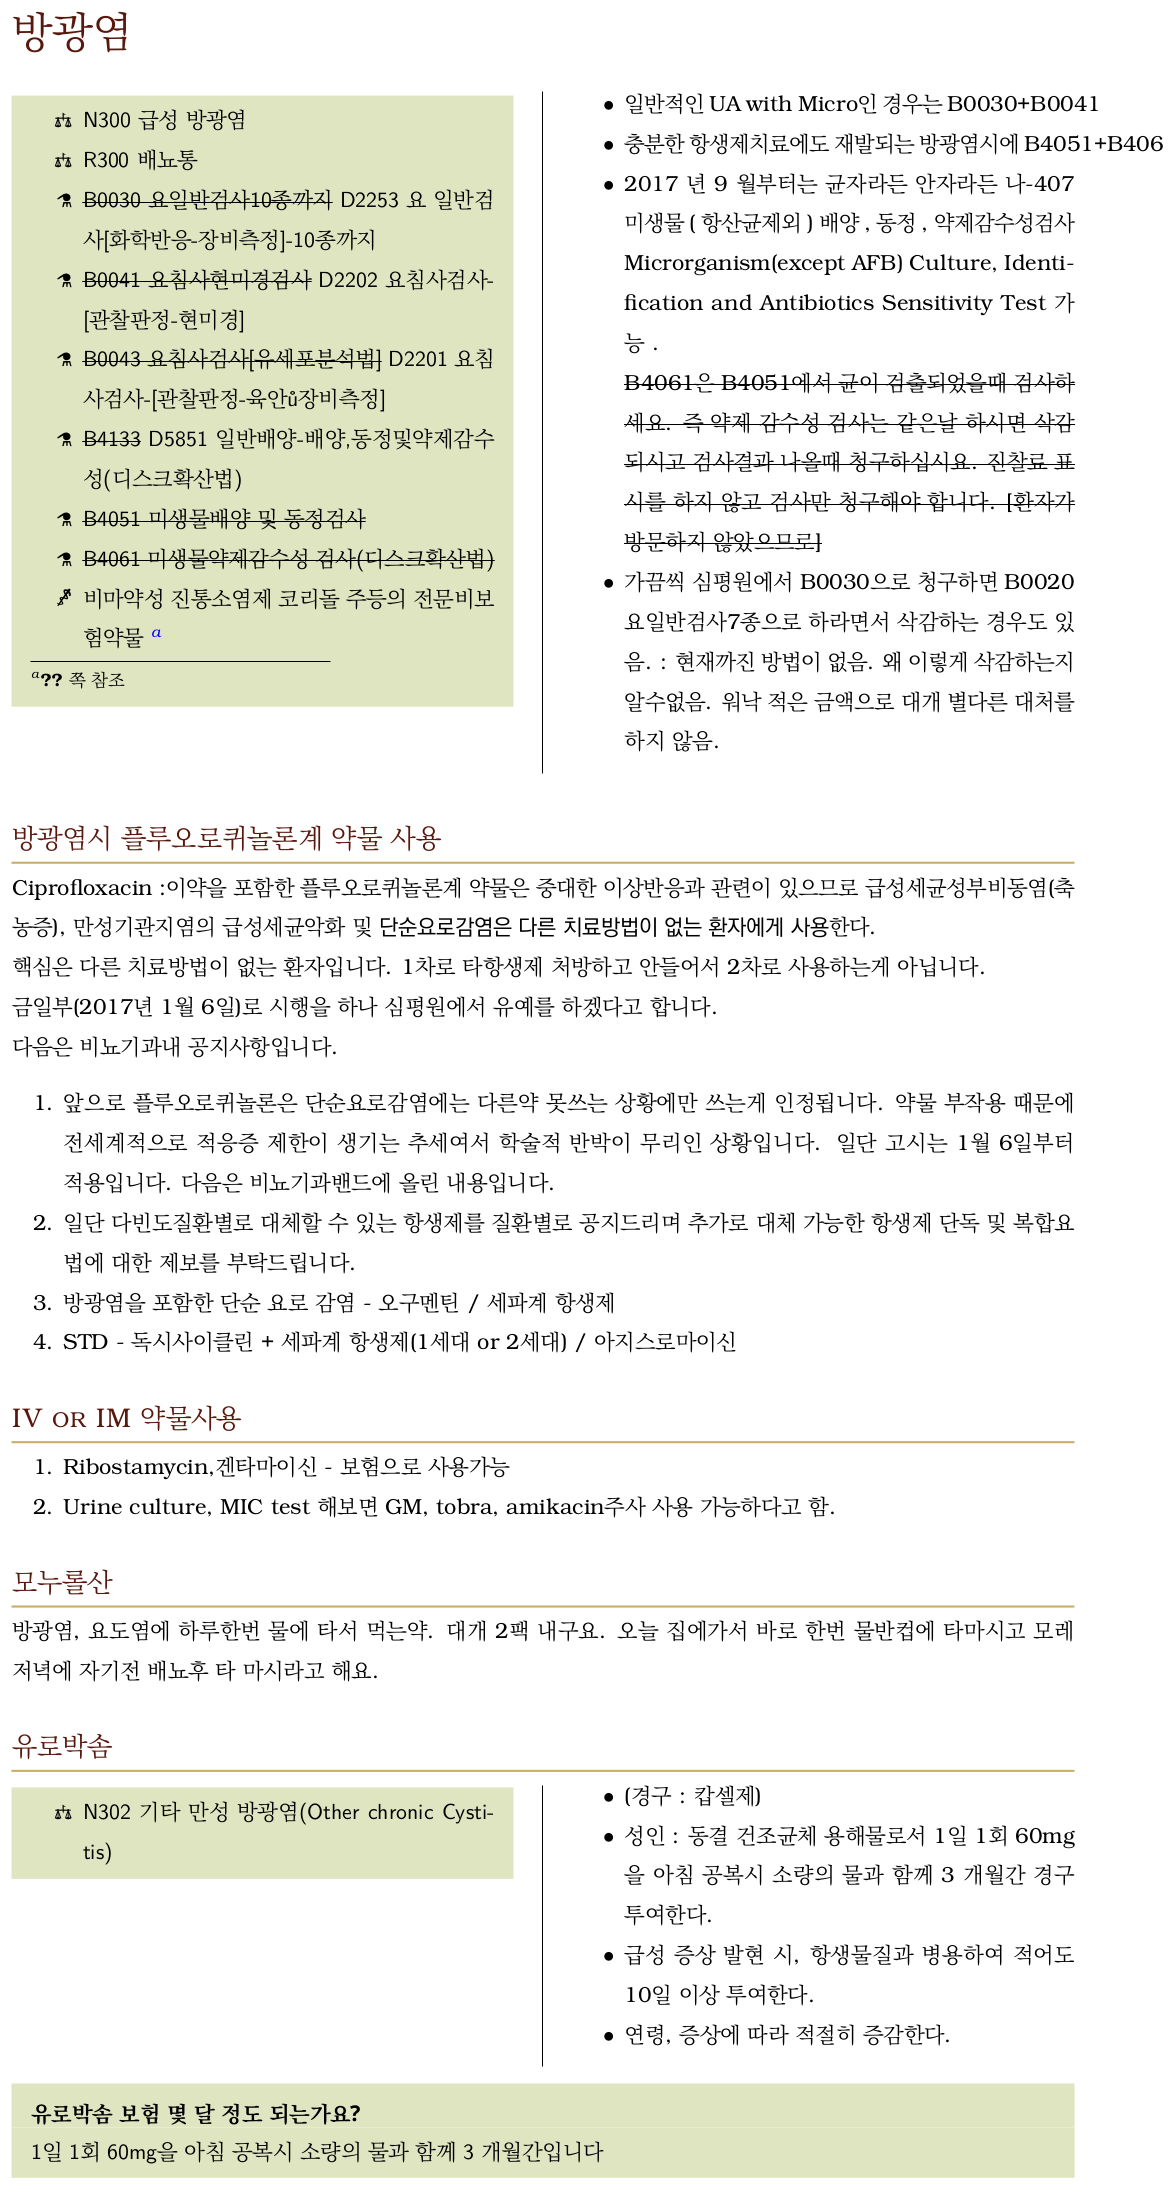 방광염
N300 급성 방광염
R300 배뇨통
B0030 요일반검사10종까지 D2253 요 일반검
사[화학반응-장비측정]-10종까지
B0041 요침사현미경검사 D2202 요침사검사-
[관찰판정-현미경]
B0043 요침사검사[유세포분석법] D2201 요침
사검사-[관찰판정-육안ů장비측정]
B4133 D5851 일반배양-배양,동정및약제감수
성(디스크확산법)
B4051 미생물배양 및 동정검사
B4061 미생물약제감수성 검사(디스크확산법)
비마약성 진통소염제 코리돌 주등의 전문비보
험약물 a
a?? 쪽 참조
• 일반적인 UA with Micro인 경우는 B0030+B0041
• 충분한 항생제치료에도 재발되는 방광염시에 B4051+B406
• 2017 년 9 월부터는 균자라든 안자라든 나-407
미생물 ( 항산균제외 ) 배양 , 동정 , 약제감수성검사
Microrganism(except AFB) Culture, Identi-
fication and Antibiotics Sensitivity Test 가
능 .
B4061은 B4051에서 균이 검출되었을때 검사하
세요. 즉 약제 감수성 검사는 같은날 하시면 삭감
되시고 검사결과 나올때 청구하십시요. 진찰료 표
시를 하지 않고 검사만 청구해야 합니다. [환자가
방문하지 않았으므로]
• 가끔씩 심평원에서 B0030으로 청구하면 B0020
요일반검사7종으로 하라면서 삭감하는 경우도 있
음. : 현재까진 방법이 없음. 왜 이렇게 삭감하는지
알수없음. 워낙 적은 금액으로 대개 별다른 대처를
하지 않음.
방광염시 플루오로퀴놀론계 약물 사용
Ciprofloxacin :이약을 포함한 플루오로퀴놀론계 약물은 중대한 이상반응과 관련이 있으므로 급성세균성부비동염(축
농증), 만성기관지염의 급성세균악화 및 단순요로감염은 다른 치료방법이 없는 환자에게 사용한다.
핵심은 다른 치료방법이 없는 환자입니다. 1차로 타항생제 처방하고 안들어서 2차로 사용하는게 아닙니다.
금일부(2017년 1월 6일)로 시행을 하나 심평원에서 유예를 하겠다고 합니다.
다음은 비뇨기과내 공지사항입니다.
1. 앞으로 플루오로퀴놀론은 단순요로감염에는 다른약 못쓰는 상황에만 쓰는게 인정됩니다. 약물 부작용 때문에
전세계적으로 적응증 제한이 생기는 추세여서 학술적 반박이 무리인 상황입니다. 일단 고시는 1월 6일부터
적용입니다. 다음은 비뇨기과밴드에 올린 내용입니다.
2. 일단 다빈도질환별로 대체할 수 있는 항생제를 질환별로 공지드리며 추가로 대체 가능한 항생제 단독 및 복합요
법에 대한 제보를 부탁드립니다.
3. 방광염을 포함한 단순 요로 감염 - 오구멘틴 / 세파계 항생제
4. STD - 독시사이클린 + 세파계 항생제(1세대 or 2세대) / 아지스로마이신
IV OR IM 약물사용
1. Ribostamycin,겐타마이신 - 보험으로 사용가능
2. Urine culture, MIC test 해보면 GM, tobra, amikacin주사 사용 가능하다고 함.
모누롤산
방광염, 요도염에 하루한번 물에 타서 먹는약. 대개 2팩 내구요. 오늘 집에가서 바로 한번 물반컵에 타마시고 모레
저녁에 자기전 배뇨후 타 마시라고 해요.
유로박솜
N302 기타 만성 방광염(Other chronic Cysti-
tis)
• (경구 : 캅셀제)
• 성인 : 동결 건조균체 용해물로서 1일 1회 60mg
을 아침 공복시 소량의 물과 함께 3 개월간 경구
투여한다.
• 급성 증상 발현 시, 항생물질과 병용하여 적어도
10일 이상 투여한다.
• 연령, 증상에 따라 적절히 증감한다.
유로박솜 보험 몇 달 정도 되는가요?
1일 1회 60mg을 아침 공복시 소량의 물과 함께 3 개월간입니다